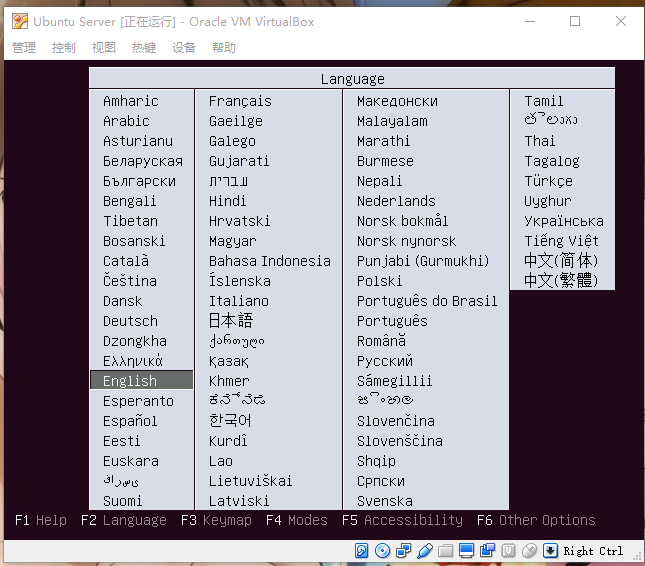 Ubuntu Server [正在运行] - Oracle VM VirtualBox
管理 控制 视图 热键 设备 帮助
Language
Amharic
Arabic
Asturianu
Беларуская
Български
Bengali
Tibetan
Bosanski
Català
Čeština
Dansk
Deutsch
Dzongkha
Ελληνικά
English
Esperanto
Español
Eesti
Euskara
ﻰﺳﺭﺎﻓ
Suomi
Français
Gaeilge
Galego
Gujarati
עברית
Hindi
Hrvatski
Magyar
Bahasa Indonesia
Íslenska
Italiano
日本語
ქართული
Қазақ
Khmer
ಕನ್ನಡ
한국어
Kurdî
Lao
Lietuviškai
Latviski
Македонски
Malayalam
Marathi
Burmese
Nepali
Nederlands
Norsk bokmål
Norsk nynorsk
Punjabi (Gurmukhi)
Polski
Português do Brasil
Português
Română
Русский
Sámegillii
සිංහල
Slovenčina
Slovenščina
Shqip
Српски
Svenska
Tamil
తెలుగు
Thai
Tagalog
Türkçe
Uyghur
Українська
Tiếng Việt
中文(简体)
中文(繁體)
F1 Help F2 Language F3 Keymap F4 Modes F5 Accessibility F6 Other Options
Right Ctrl